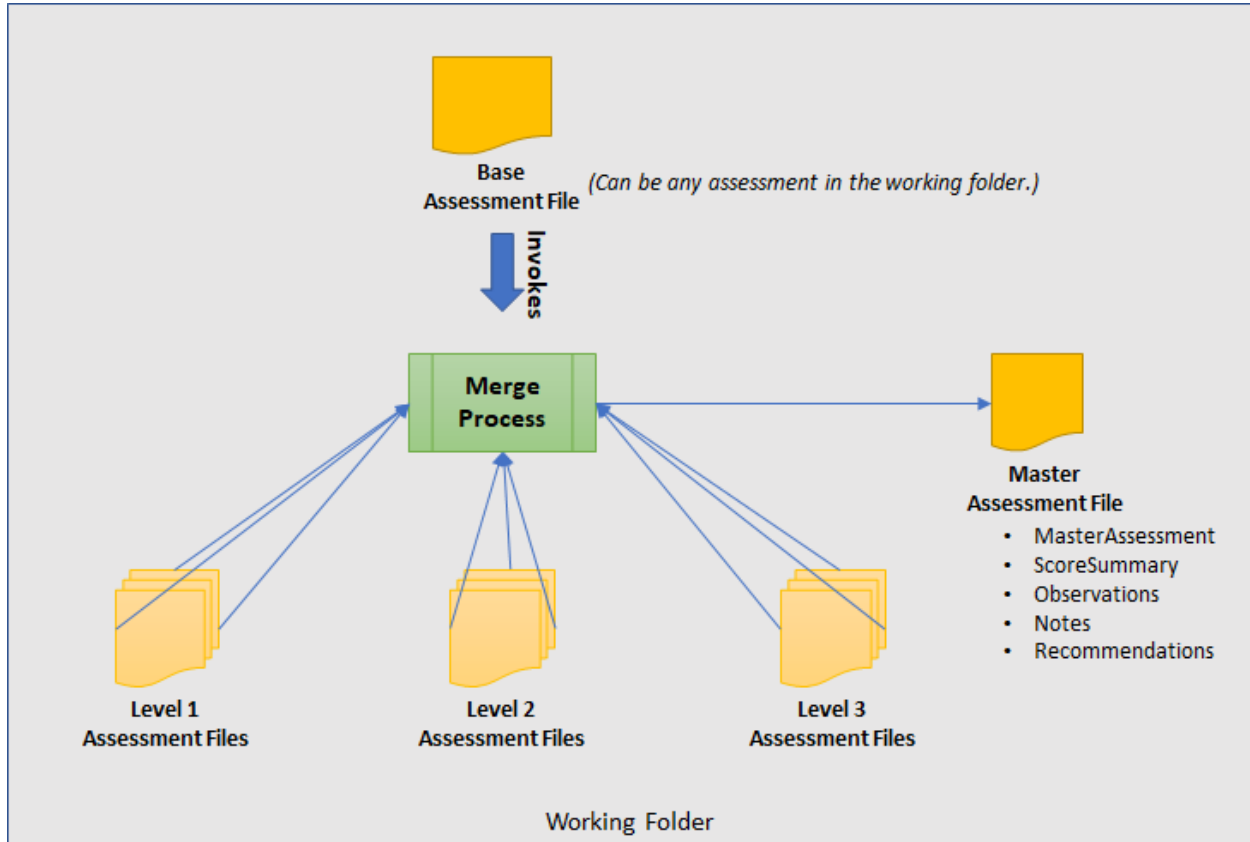 Base
Assessment File
(Can be any assessment in the working folder.)
Invokes
Merge
Process
Master
Assessment File
• MasterAssessment
• ScoreSummary
• Observations
• Notes
• Recommendations
Level 1
Assessment Files
Level 2
Assessment Files
Level 3
Assessment Files
Working Folder